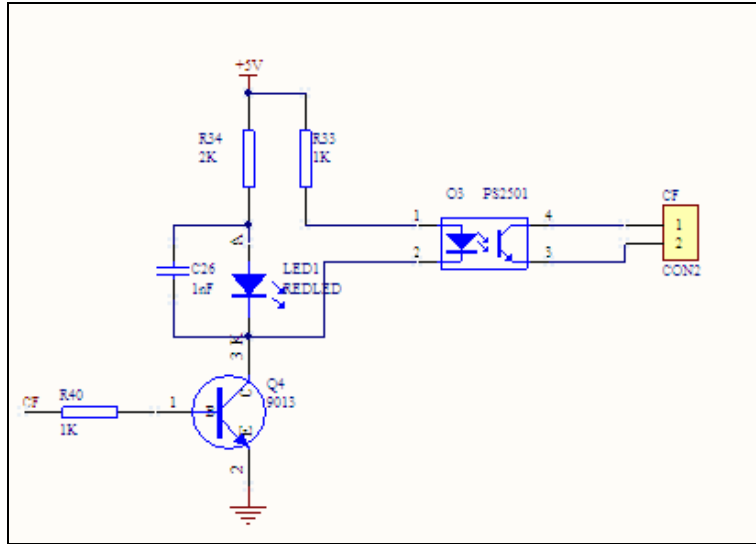 +5V
R34
2K
R33
1K
O3 PS2501
CF
1
4
1
2
2
3
CON2
A
C26
1nF
LED1
REDLED
K
3
CF
R40
1K
1
B
C
E
Q4
9013
2